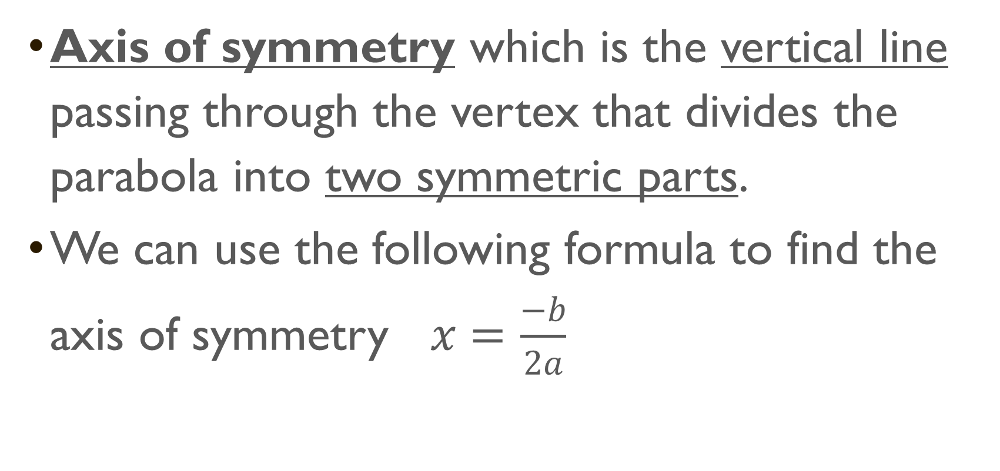 • Axis of symmetry which is the vertical line
passing through the vertex that divides the
parabola into two symmetric parts.
• We can use the following formula to find the
axis of symmetry x = −b/2a